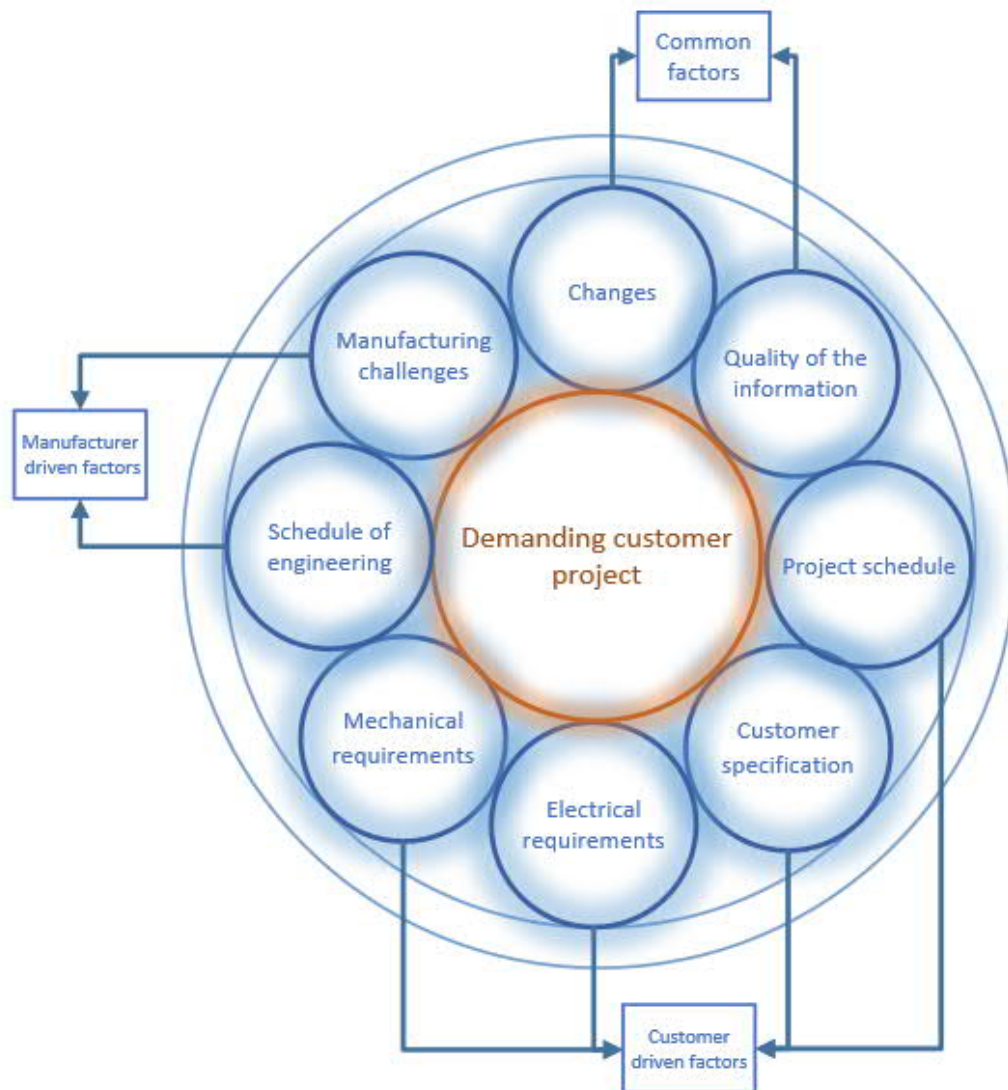 Common
factors
Changes
Manufacturing
challenges
Quality of the
information
Manufacturer
driven factors
Schedule of
engineering
Demanding customer
project
Project schedule
Mechanical
requirements
Customer
specification
Electrical
requirements
Customer
driven factors